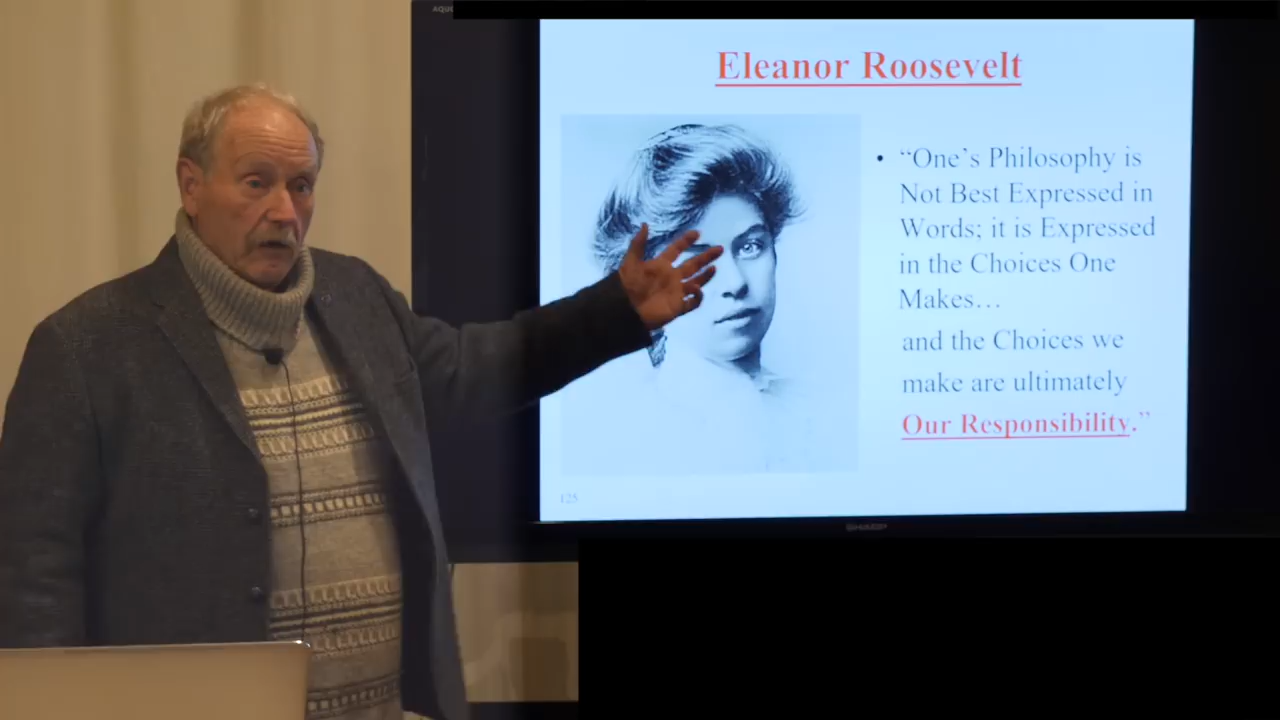 AQUOS
Eleanor Roosevelt
• “One’s Philosophy is
Not Best Expressed in
Words; it is Expressed
in the Choices One
Makes…
and the Choices we
make are ultimately
Our Responsibility.”
125
SHARP